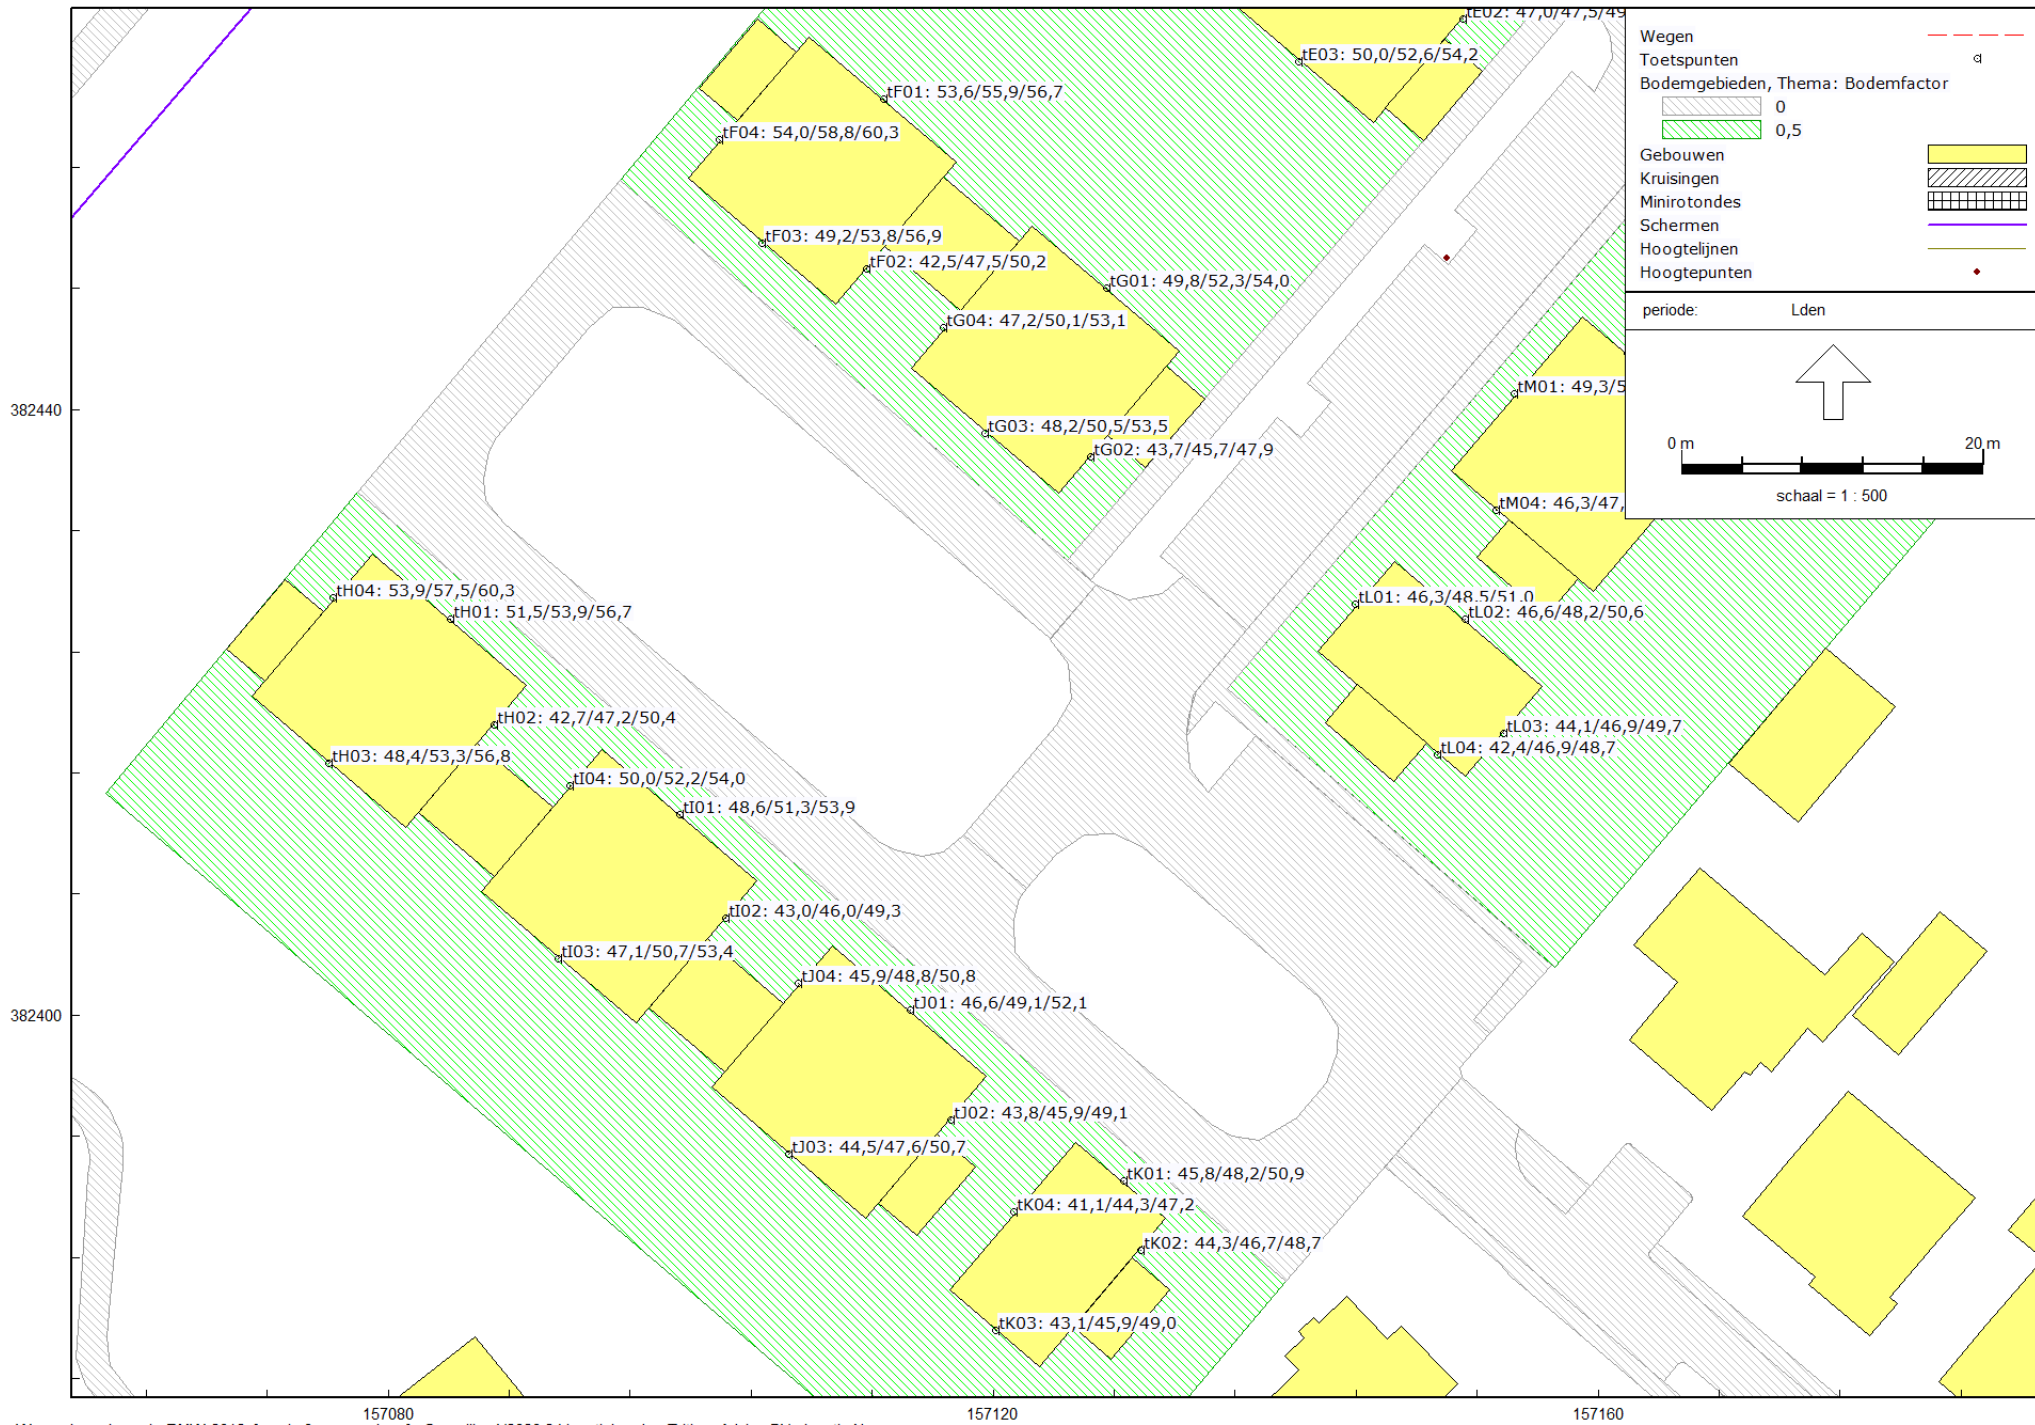 tE02: 47,0/47,5/49
Wegen
Toetspunten
Bodemgebieden, Thema: Bodemfactor
0
0,5
Gebouwen
Kruisingen
Minirotondes
Schermen
Hoogtelijnen
Hoogtepunten
periode: Lden
0 m 20 m
schaal = 1 : 500
tE03: 50,0/52,6/54,2
tF01: 53,6/55,9/56,7
tF04: 54,0/58,8/60,3
tF03: 49,2/53,8/56,9
tF02: 42,5/47,5/50,2
tG01: 49,8/52,3/54,0
tG04: 47,2/50,1/53,1
tM01: 49,3/5
382440
tG03: 48,2/50,5/53,5
tG02: 43,7/45,7/47,9
tM04: 46,3/47,
tH04: 53,9/57,5/60,3
tH01: 51,5/53,9/56,7
tL01: 46,3/48,5/51,0
tL02: 46,6/48,2/50,6
tH02: 42,7/47,2/50,4
tL03: 44,1/46,9/49,7
tH03: 48,4/53,3/56,8
tL04: 42,4/46,9/48,7
tI04: 50,0/52,2/54,0
tI01: 48,6/51,3/53,9
tI02: 43,0/46,0/49,3
tI03: 47,1/50,7/53,4
tJ04: 45,9/48,8/50,8
tJ01: 46,6/49,1/52,1
382400
tJ02: 43,8/45,9/49,1
tJ03: 44,5/47,6/50,7
tK01: 45,8/48,2/50,9
tK04: 41,1/44,3/47,2
tK02: 44,3/46,7/48,7
tK03: 43,1/45,9/49,0
157080
157120
157160